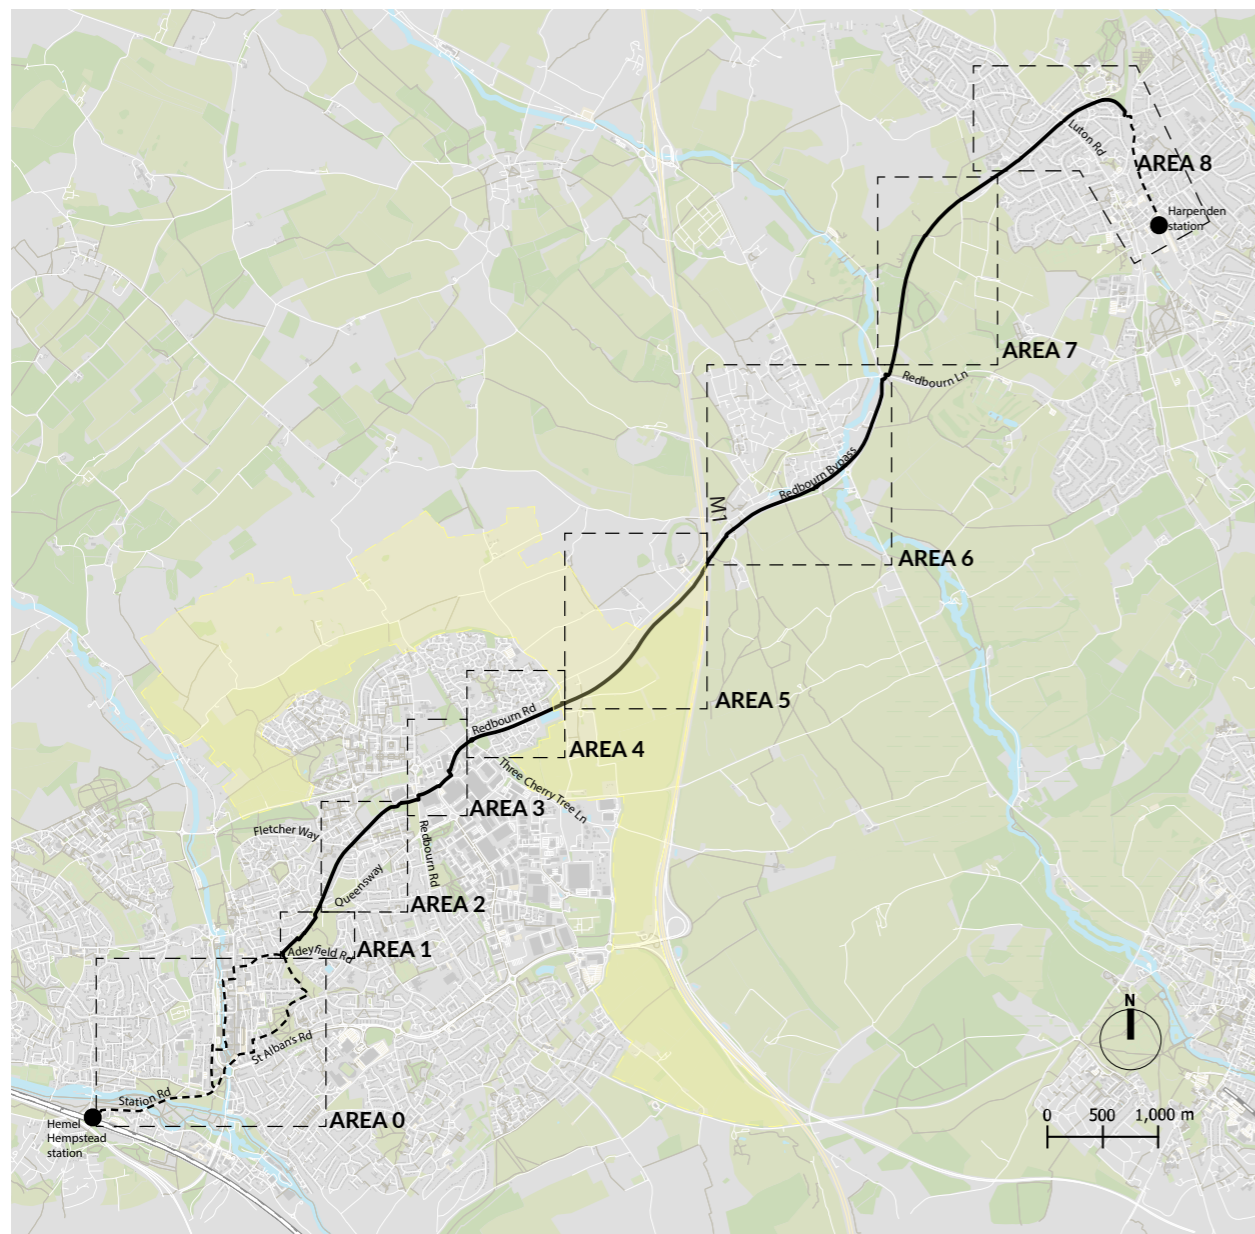 Luton Rd
AREA 8
Harpenden
station
AREA 7
Redbourn Ln
Redbourn Bypass
M1
AREA 6
AREA 5
Redbourn Rd
AREA 4
Three Cherry Tree Ln
AREA 3
Fletcher Way
Redbourn Rd
Queensway
AREA 2
Adeyfield Rd
AREA 1
St Alban's Rd
Station Rd
AREA 0
Hemel
Hempstead
station
N
0 500 1,000 m